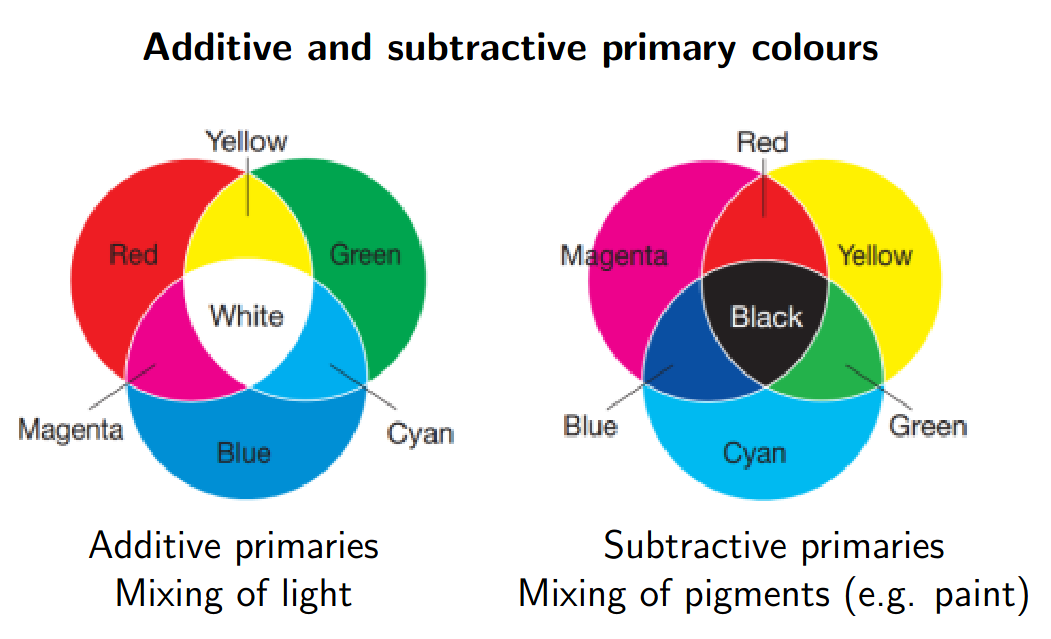 Additive and subtractive primary colours
Yellow
Red
Green
White
Magenta
Cyan
Blue
Additive primaries
Mixing of light
Red
Magenta
Yellow
Black
Blue
Green
Cyan
Subtractive primaries
Mixing of pigments (e.g. paint)